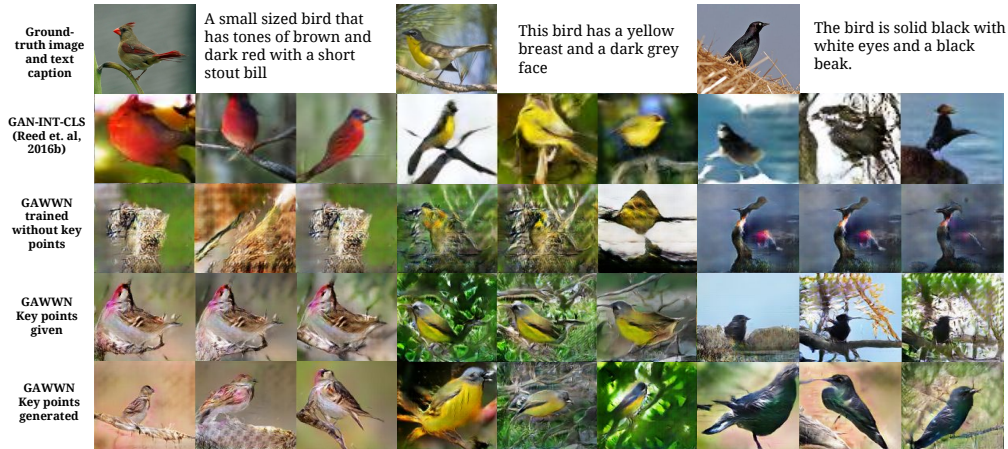 Ground-
truth image
and text
caption
A small sized bird that
has tones of brown and
dark red with a short
stout bill
This bird has a yellow
breast and a dark grey
face
The bird is solid black with
white eyes and a black
beak.
GAN-INT-CLS
(Reed et. al,
2016b)
GAWWN
trained
without key
points
GAWWN
Key points
given
GAWWN
Key points
generated